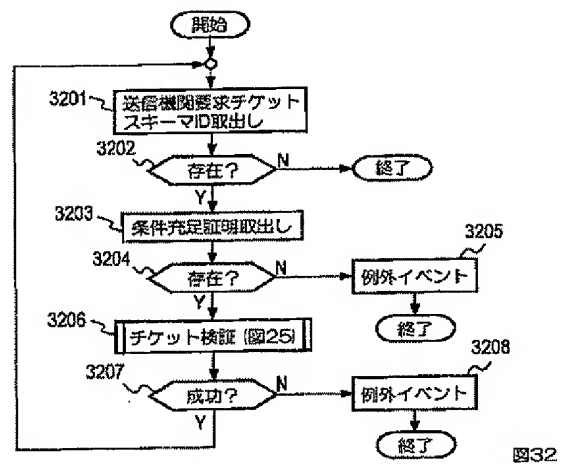 開始
3201
送信機関要求チケット
スキーマID取出し
3202
存在?
N
終了
Y
3203
条件充足証明取出し
3204
存在?
N
3205
例外イベント
終了
Y
3206
チケット検証(図25)
3207
成功?
N
3208
例外イベント
終了
Y
図32